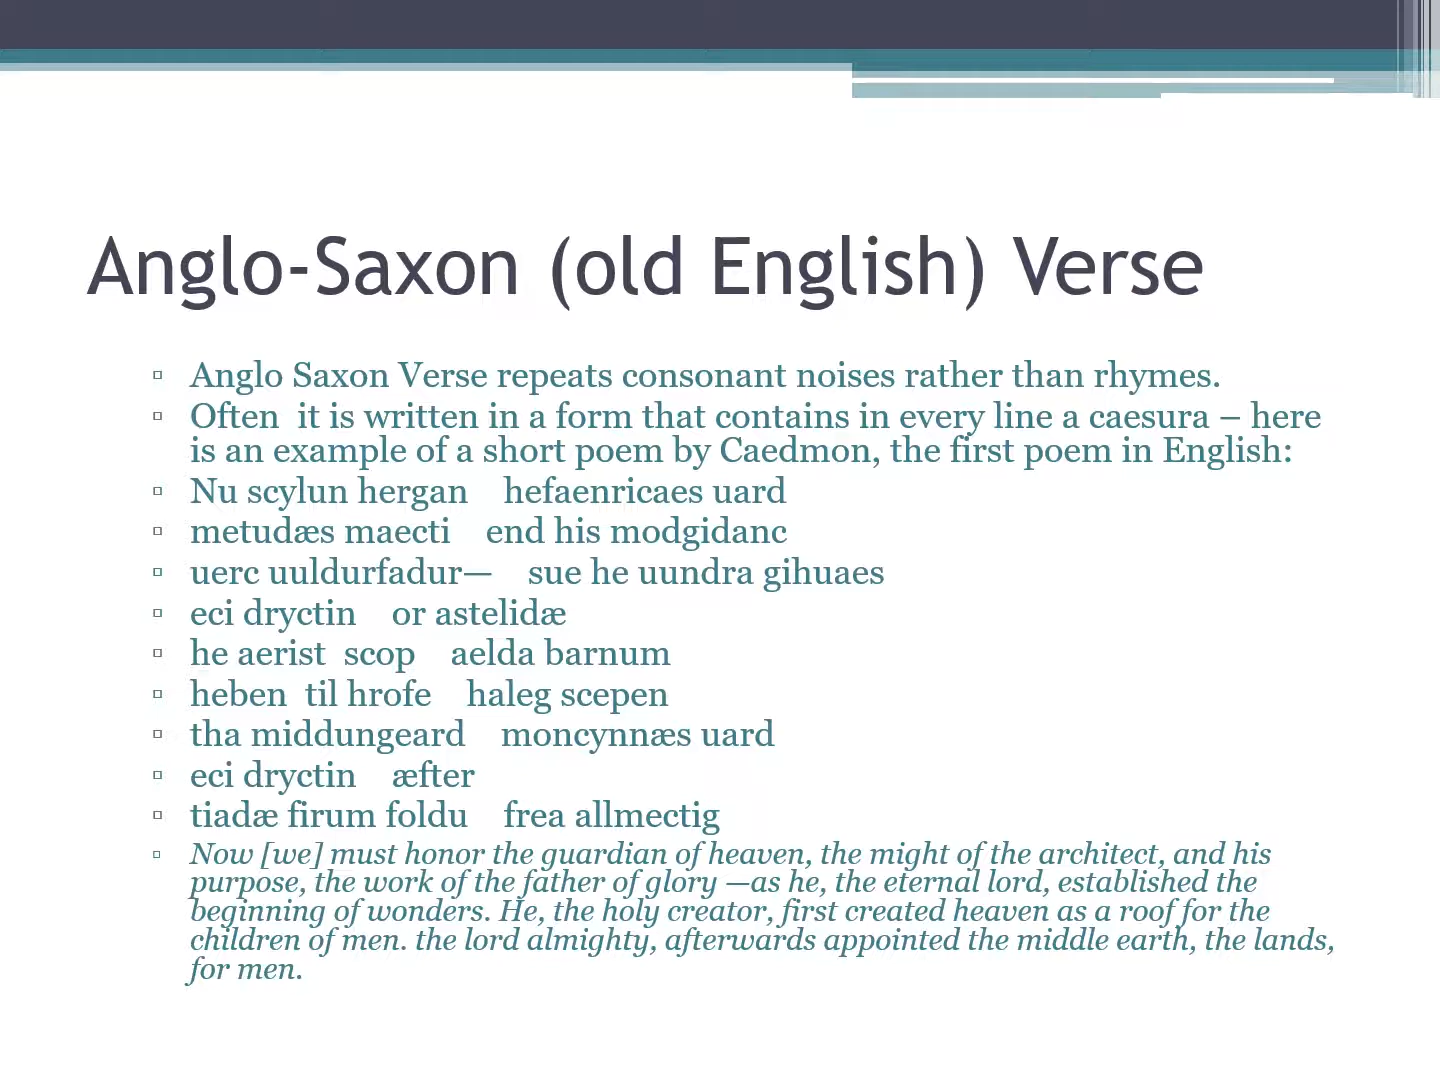 Anglo-Saxon (old English) Verse
Anglo Saxon Verse repeats consonant noises rather than rhymes.
Often  it is written in a form that contains in every line a caesura – here
is an example of a short poem by Caedmon, the first poem in English:
Nu scylun hergan    hefaenricaes uard
metudæs maecti    end his modgidanc
uerc uuldurfadur—    sue he uundra gihuaes
eci dryctin    or astelidæ
he aerist  scop    aelda barnum
heben  til hrofe    haleg scepen
tha middungeard    moncynnæs uard
eci dryctin    æfter
tiadæ firum foldu    frea allmectig
Now [we] must honor the guardian of heaven, the might of the architect, and his
purpose, the work of the father of glory —as he, the eternal lord, established the
beginning of wonders. He, the holy creator, first created heaven as a roof for the
children of men. the lord almighty, afterwards appointed the middle earth, the lands,
for men.